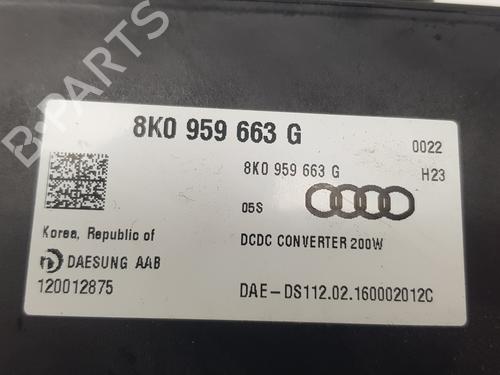 8K0 959 663 G
0022
8K0 959 663 G
H23
05S
Korea, Republic of
DCDC CONVERTER 200W
DAESUNG AAB
120012875
DAE-DS112.02.160002012C
B-PARTS